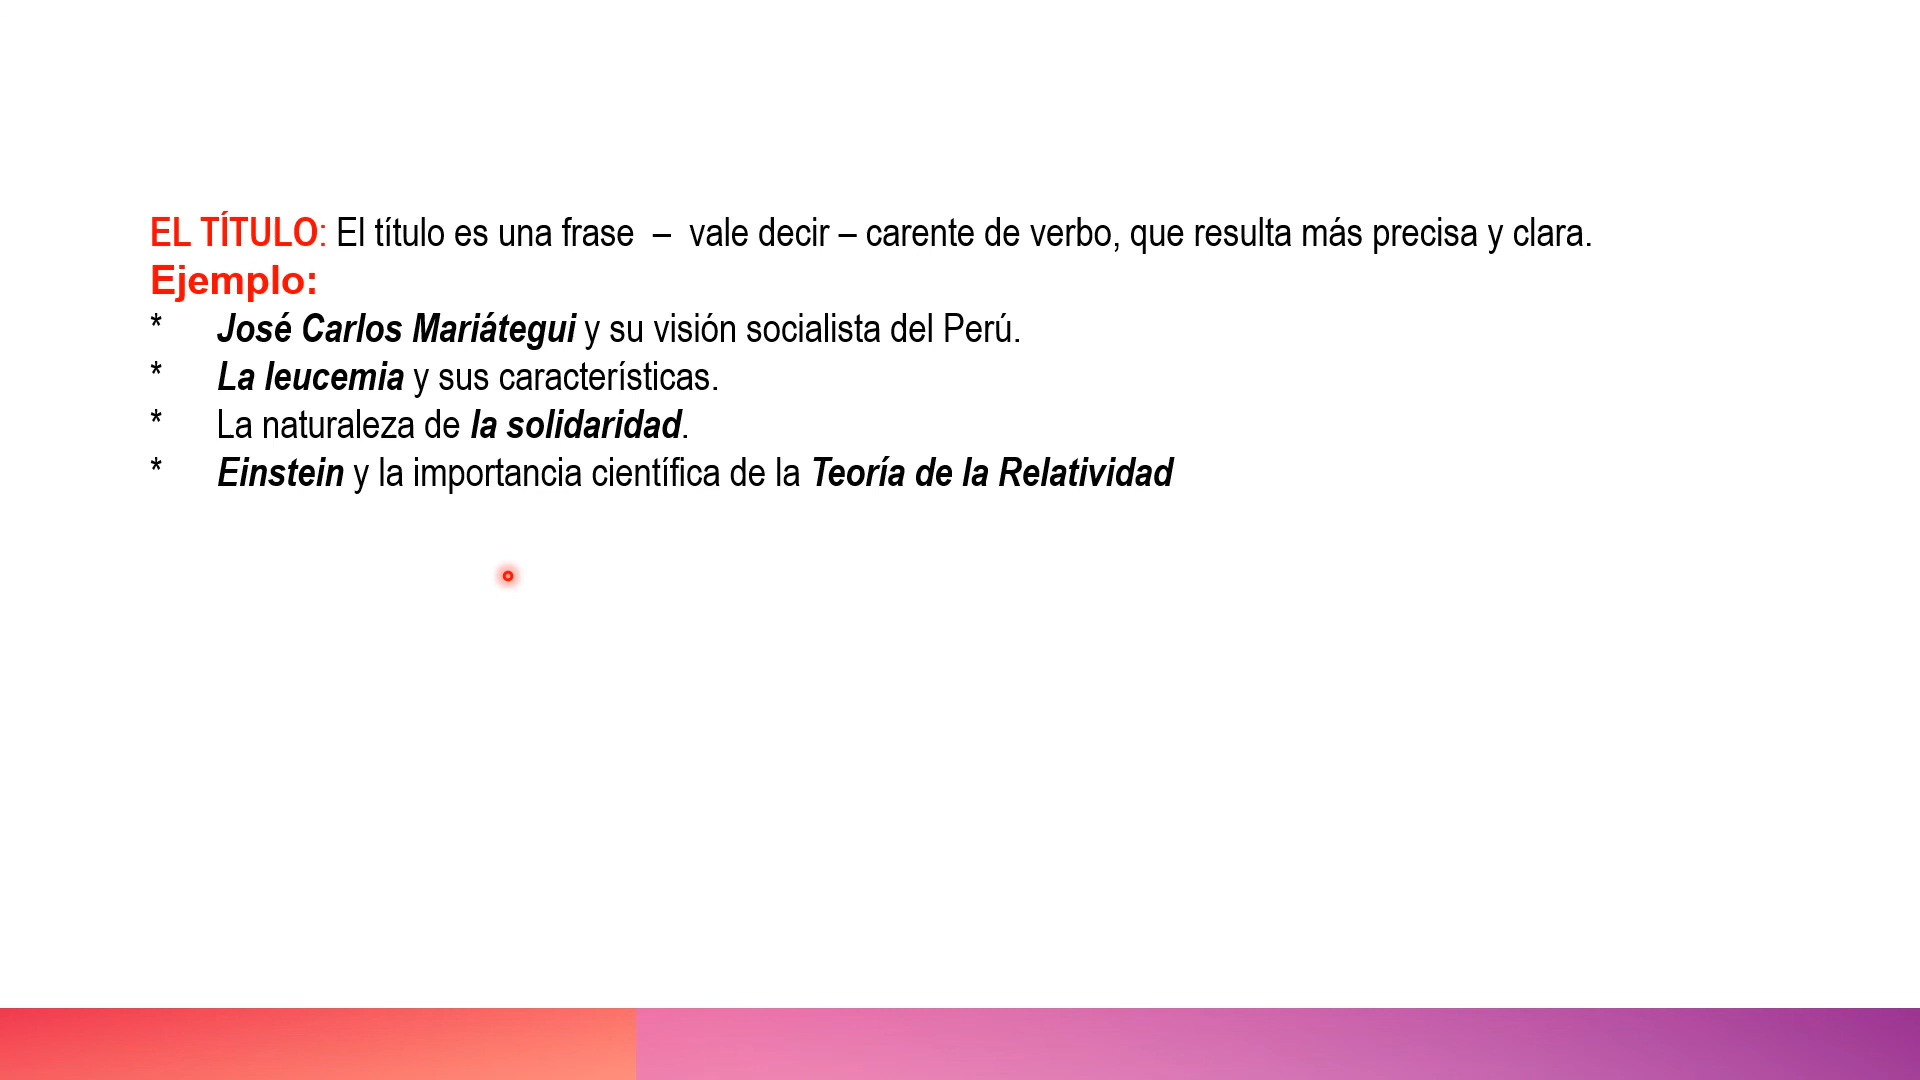 EL TÍTULO: El título es una frase – vale decir – carente de verbo, que resulta más precisa y clara.
Ejemplo:
* José Carlos Mariátegui y su visión socialista del Perú.
* La leucemia y sus características.
* La naturaleza de la solidaridad.
* Einstein y la importancia científica de la Teoría de la Relatividad